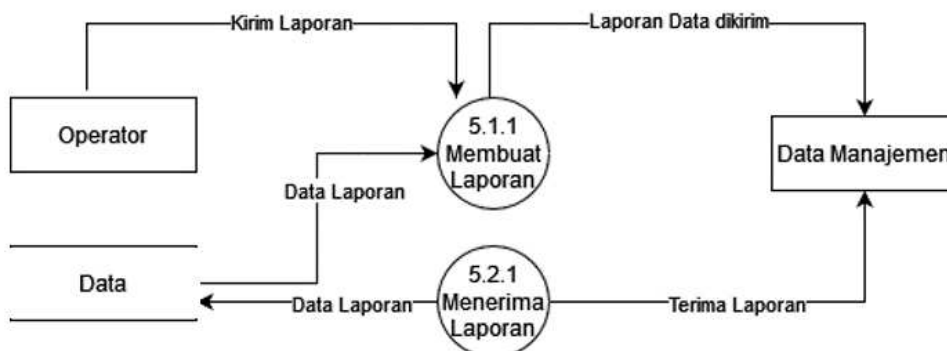 Kirim Laporan
Laporan Data dikirim
Operator
5.1.1
Membuat
Laporan
Data Manajemen
Data Laporan
Data
5.2.1
Menerima
Laporan
Data Laporan
Terima Laporan